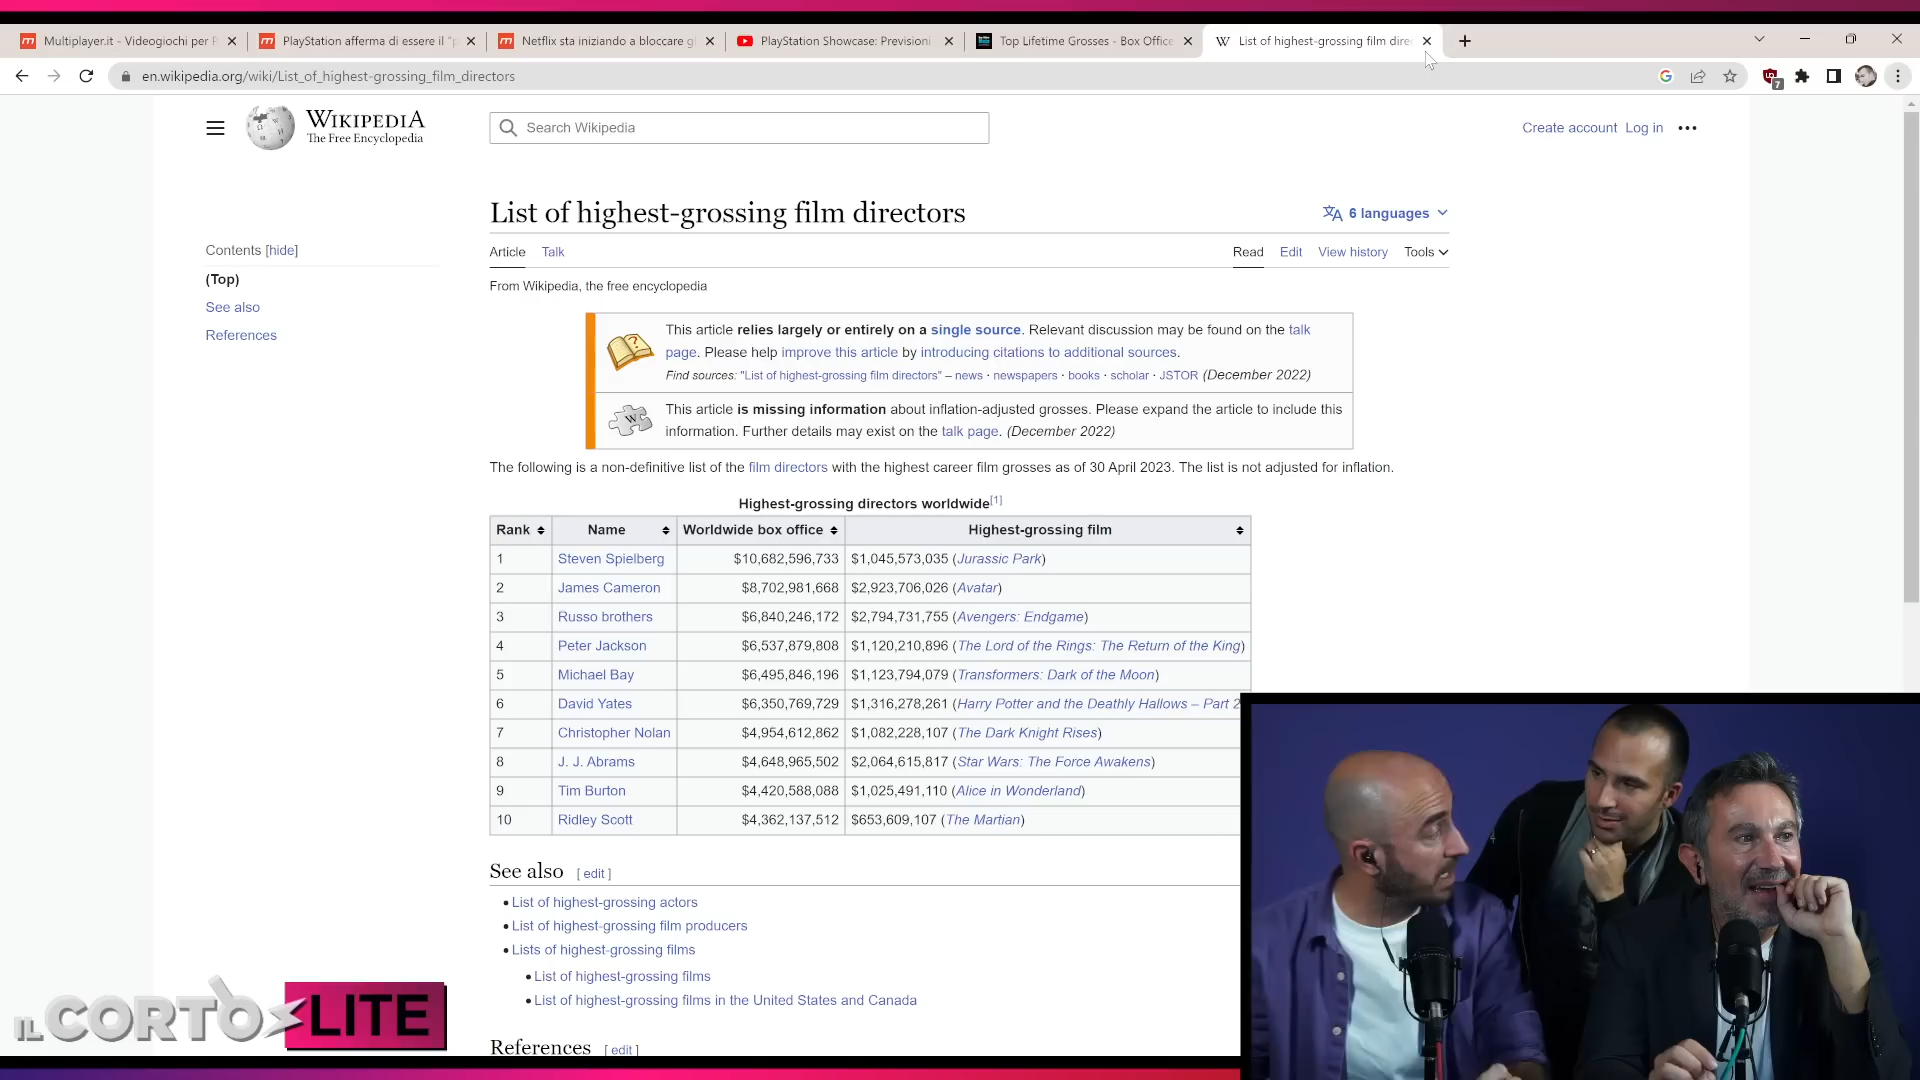 Multiplayer.it - Videogiochi per P
PlayStation afferma di essere il "p
Netflix sta iniziando a bloccare gl
PlayStation Showcase: Previsioni
Top Lifetime Grosses - Box Office
W List of highest-grossing film direc
en.wikipedia.org/wiki/List_of_highest-grossing_film_directors
7
WIKIPEDIA
The Free Encyclopedia
Search Wikipedia
Create account Log in
List of highest-grossing film directors
6 languages
Contents [hide]
(Top)
See also
References
Article Talk
Read Edit View history Tools
From Wikipedia, the free encyclopedia
This article relies largely or entirely on a single source. Relevant discussion may be found on the talk
page. Please help improve this article by introducing citations to additional sources.
Find sources: "List of highest-grossing film directors" – news · newspapers · books · scholar · JSTOR (December 2022)
This article is missing information about inflation-adjusted grosses. Please expand the article to include this
information. Further details may exist on the talk page. (December 2022)
The following is a non-definitive list of the film directors with the highest career film grosses as of 30 April 2023. The list is not adjusted for inflation.
Highest-grossing directors worldwide[1]
Rank Name Worldwide box office Highest-grossing film
1 Steven Spielberg $10,682,596,733 $1,045,573,035 (Jurassic Park)
2 James Cameron $8,702,981,668 $2,923,706,026 (Avatar)
3 Russo brothers $6,840,246,172 $2,794,731,755 (Avengers: Endgame)
4 Peter Jackson $6,537,879,808 $1,120,210,896 (The Lord of the Rings: The Return of the King)
5 Michael Bay $6,495,846,196 $1,123,794,079 (Transformers: Dark of the Moon)
6 David Yates $6,350,769,729 $1,316,278,261 (Harry Potter and the Deathly Hallows – Part 2
7 Christopher Nolan $4,954,612,862 $1,082,228,107 (The Dark Knight Rises)
8 J. J. Abrams $4,648,965,502 $2,064,615,817 (Star Wars: The Force Awakens)
9 Tim Burton $4,420,588,088 $1,025,491,110 (Alice in Wonderland)
10 Ridley Scott $4,362,137,512 $653,609,107 (The Martian)
See also [ edit ]
• List of highest-grossing actors
• List of highest-grossing film producers
• Lists of highest-grossing films
• List of highest-grossing films
• List of highest-grossing films in the United States and Canada
References [ edit ]
IL CORTO LITE